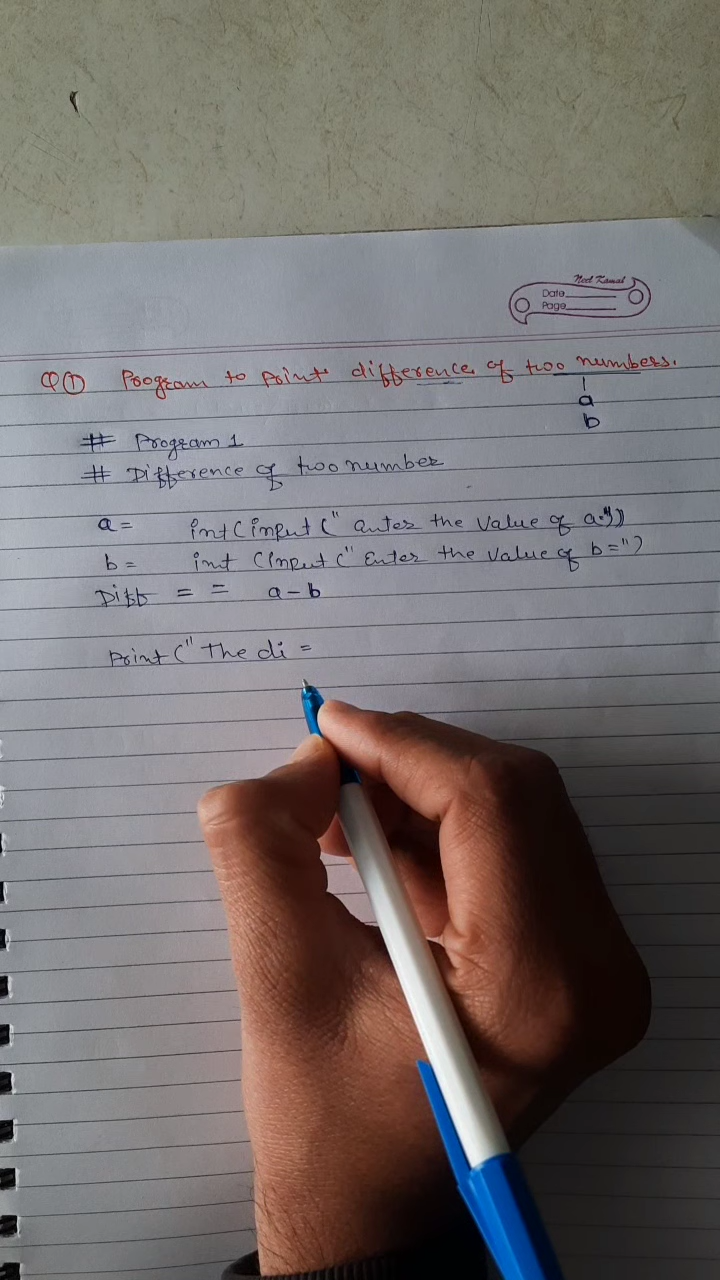 Neel Kamal
Date
Page
Q① Program to Print difference of two numbers.
a
b
# Program 1
# Difference of two number
a = int(input(" anter the value of a="))
b = int (Input (" Enter the value of b =")
Diff = = a-b
Print (" The di =